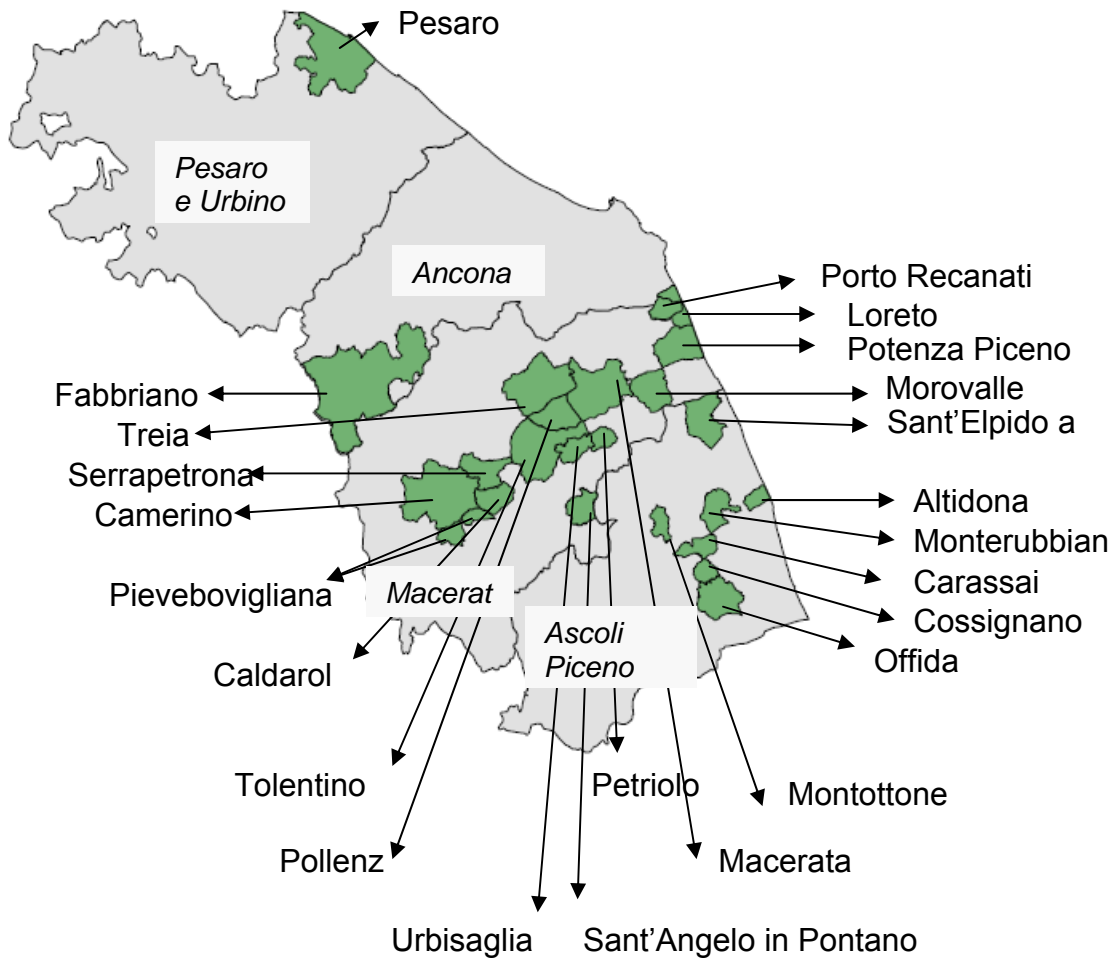 Pesaro
Pesaro
e Urbino
Ancona
Porto Recanati
Loreto
Potenza Piceno
Fabbriano
Morovalle
Treia
Sant'Elpido a
Serrapetrona
Camerino
Altidona
Monterubbian
Pievebovigliana
Macerat
Carassai
Cossignano
Ascoli
Piceno
Offida
Caldarol
Tolentino
Petriolo
Montottone
Pollenz
Macerata
Urbisaglia
Sant'Angelo in Pontano